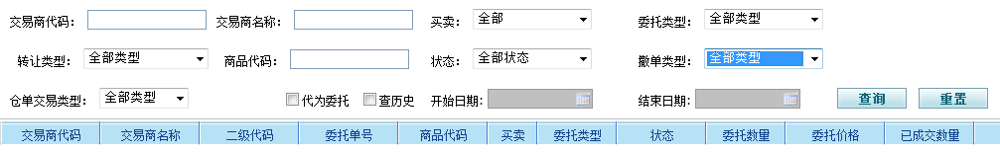 交易商代码： 交易商名称： 买卖： 全部 委托类型： 全部类型
转让类型： 全部类型 商品代码： 状态： 全部状态 撤单类型： 全部类型
仓单交易类型： 全部类型 代为委托 查历史 开始日期: 结束日期: 查询 重置
交易商代码 交易商名称 二级代码 委托单号 商品代码 买卖 委托类型 状态 委托数量 委托价格 已成交数量